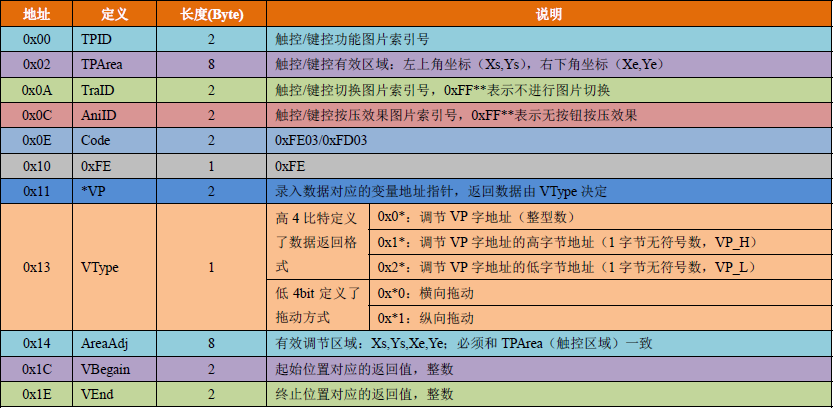 地址 定义 长度(Byte) 说明
0x00 TPID 2 触控/键控功能图片索引号
0x02 TPArea 8 触控/键控有效区域：左上角坐标（Xs,Ys），右下角坐标（Xe,Ye）
0x0A TraID 2 触控/键控切换图片索引号，0xFF**表示不进行图片切换
0x0C AniID 2 触控/键控按压效果图片索引号，0xFF**表示无按钮按压效果
0x0E Code 2 0xFE03/0xFD03
0x10 0xFE 1 0xFE
0x11 *VP 2 录入数据对应的变量地址指针，返回数据由 VType 决定
0x13 VType 1 高 4 比特定义
了数据返回格
式
0x0*：调节 VP 字地址（整型数）
0x1*：调节 VP 字地址的高字节地址（1 字节无符号数，VP_H）
0x2*：调节 VP 字地址的低字节地址（1 字节无符号数，VP_L）
低 4bit 定义了
拖动方式
0x*0：横向拖动
0x*1：纵向拖动
0x14 AreaAdj 8 有效调节区域：Xs,Ys,Xe,Ye；必须和 TPArea（触控区域）一致
0x1C VBegain 2 起始位置对应的返回值，整数
0x1E VEnd 2 终止位置对应的返回值，整数